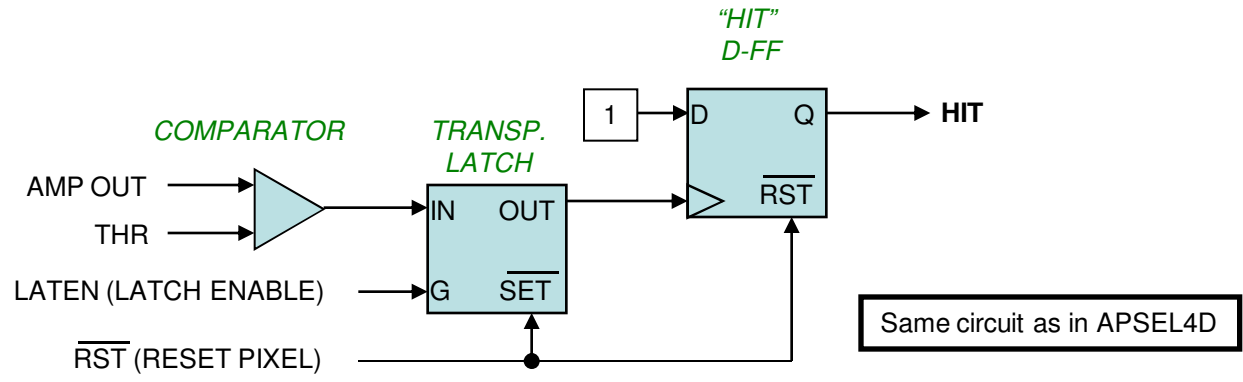 “HIT”
D-FF
1
D
Q
HIT
RST
COMPARATOR
TRANSP.
LATCH
AMP OUT
THR
IN
OUT
LATEN (LATCH ENABLE)
G
SET
RST (RESET PIXEL)
Same circuit as in APSEL4D